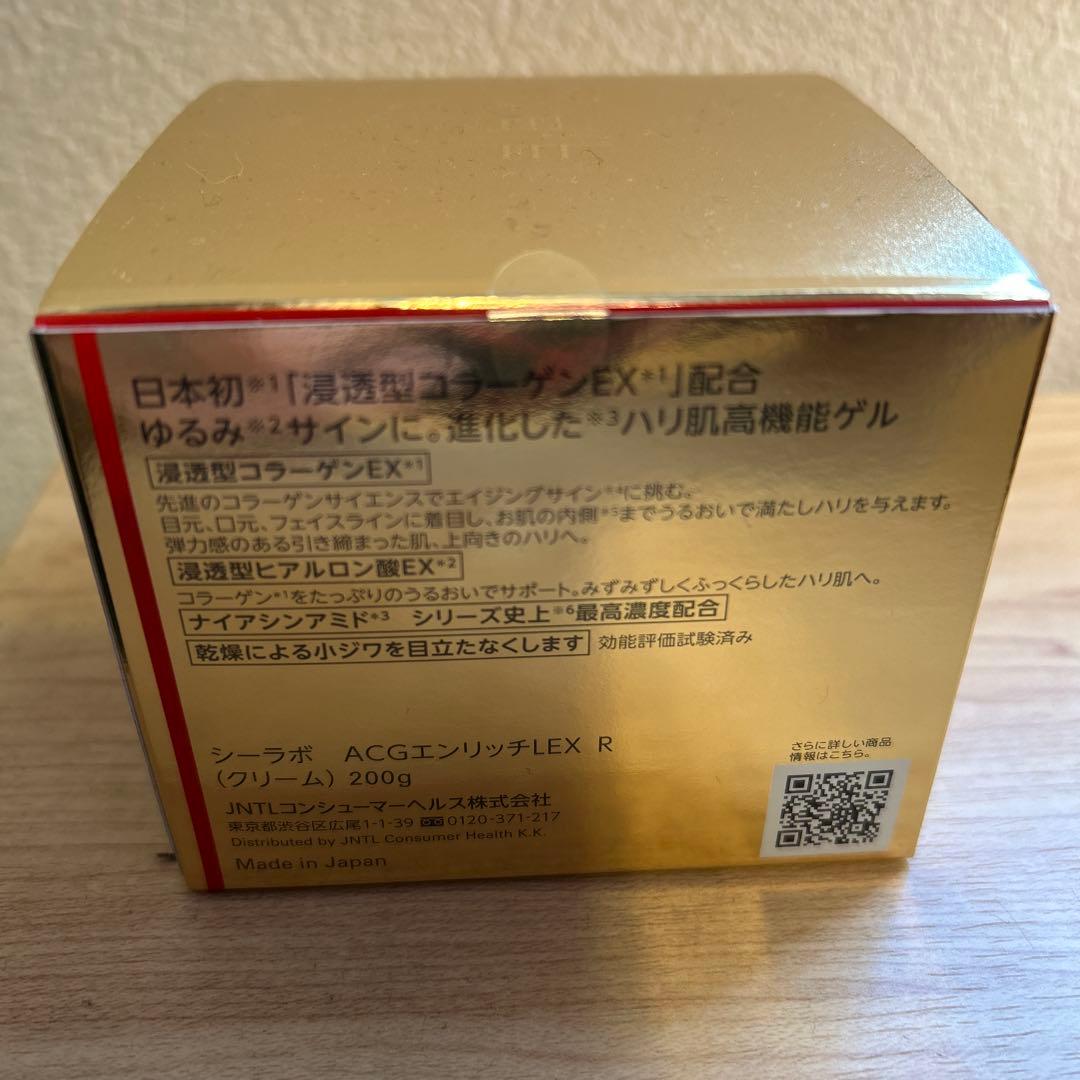 日本初※1「浸透型コラーゲンEX*1」配合
ゆるみ※2サインに。進化した※3ハリ肌高機能ゲル
浸透型コラーゲンEX*1
先進のコラーゲンサイエンスでエイジングサイン※4に挑む。
目元、口元、フェイスラインに着目し、お肌の内側※5までうるおいで満たしハリを与えます。
弾力感のある引き締まった肌、上向きのハリへ。
浸透型ヒアルロン酸EX*2
コラーゲン*1をたっぷりのうるおいでサポート。みずみずしくふっくらしたハリ肌へ。
ナイアシンアミド*3 シリーズ史上※6最高濃度配合
乾燥による小ジワを目立たなくします 効能評価試験済み
シーラボ ACGエンリッチLEX R
(クリーム) 200g
さらに詳しい商品
情報はこちら。
JNTLコンシューマーヘルス株式会社
東京都渋谷区広尾1-1-39 0120-371-217
Distributed by JNTL Consumer Health K.K.
Made in Japan